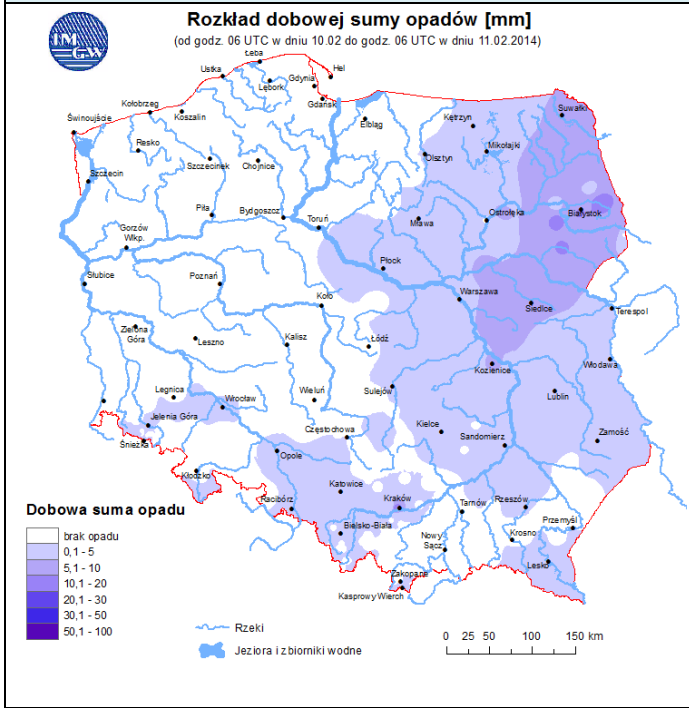 Rozkład dobowej sumy opadów [mm]
(od godz. 06 UTC w dniu 10.02 do godz. 06 UTC w dniu 11.02.2014)
IM
GW
Łeba
Ustka
Hel
Lębork
Gdynia
Gdańsk
Kołobrzeg
Koszalin
Świnoujście
Elbląg
Kętrzyn
Suwałki
Resko
Szczecinek
Chojnice
Olsztyn
Mikołajki
Szczecin
Piła
Bydgoszcz
Toruń
Mława
Ostrołęka
Białystok
Gorzów
Wlkp.
Płock
Słubice
Poznań
Koło
Warszawa
Siedlce
Terespol
Zielona
Góra
Leszno
Kalisz
Łódź
Kozienice
Włodawa
Legnica
Wrocław
Wieluń
Sulejów
Lublin
Jelenia Góra
Częstochowa
Kielce
Sandomierz
Zamość
Śnieżka
Opole
Kłodzko
Katowice
Racibórz
Kraków
Tarnów
Rzeszów
Bielsko-Biała
Nowy
Sącz
Krosno
Przemyśl
Lesko
Zakopane
Kasprowy Wierch
Dobowa suma opadu
brak opadu
0,1 - 5
5,1 - 10
10,1 - 20
20,1 - 30
30,1 - 50
50,1 - 100
Rzeki
Jeziora i zbiorniki wodne
0 25 50 100 150 km